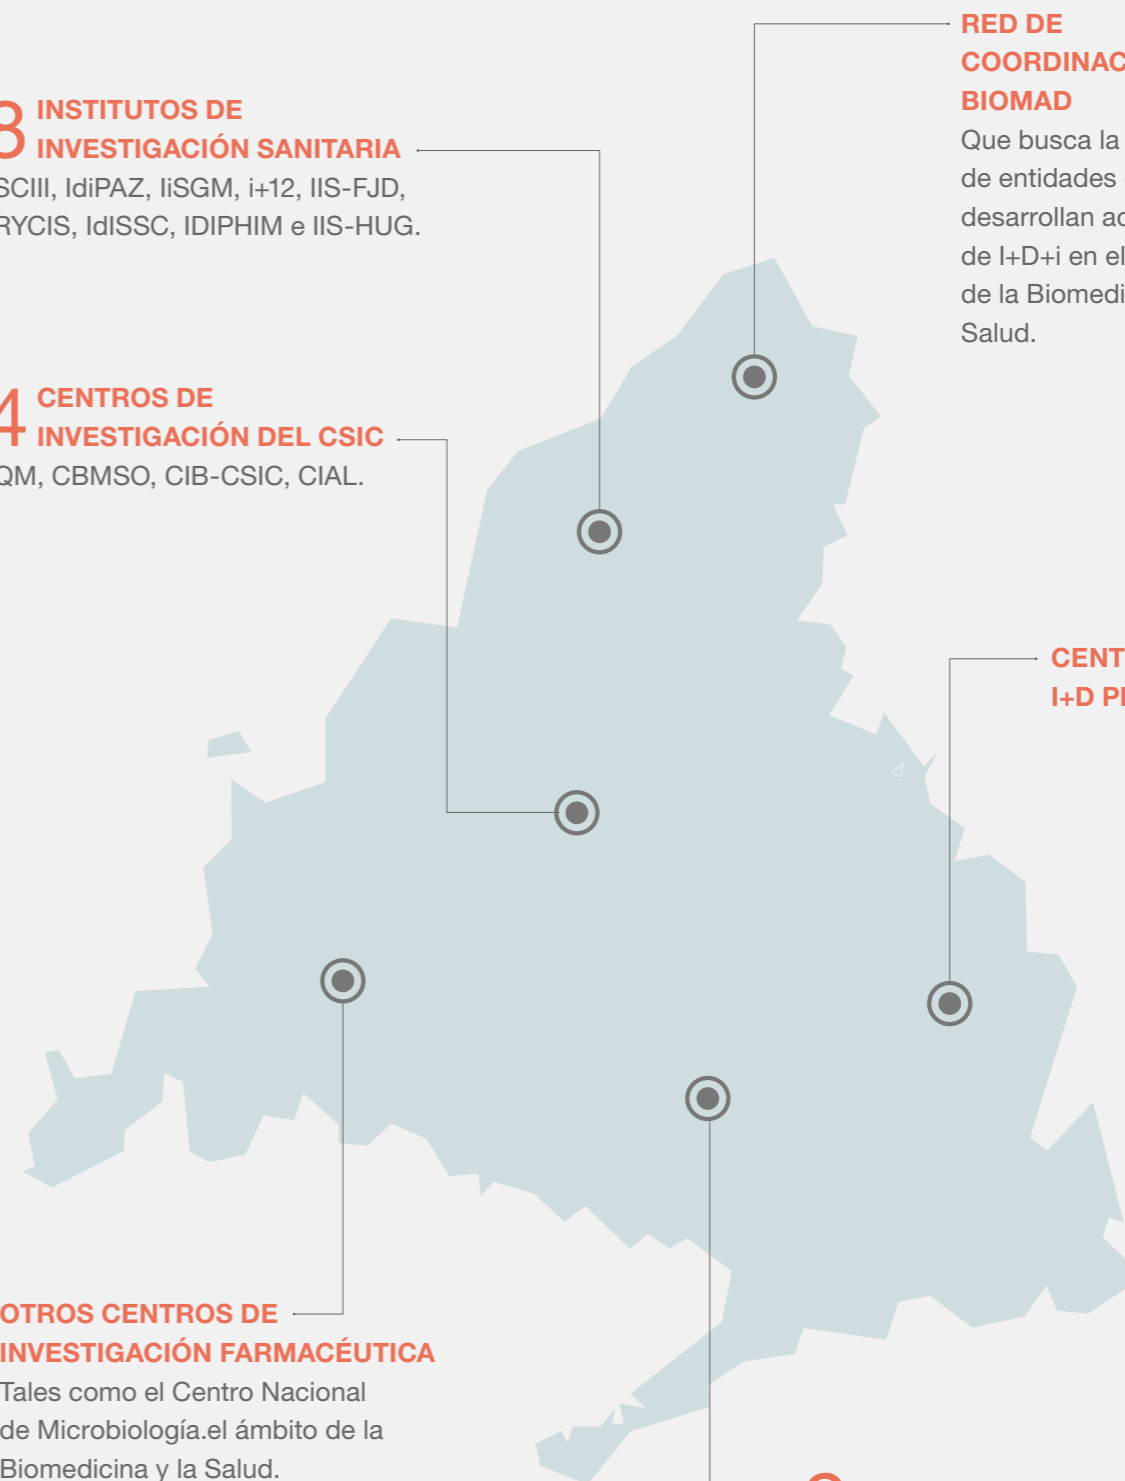 RED DE
COORDINAC
BIOMAD
Que busca la
de entidades
desarrollan ac
de I+D+i en el
de la Biomedi
Salud.
8 INSTITUTOS DE
INVESTIGACIÓN SANITARIA
SCIII, IdiPAZ, IiSGM, i+12, IIS-FJD,
RYCIS, IdISSC, IDIPHIM e IIS-HUG.
4 CENTROS DE
INVESTIGACIÓN DEL CSIC
QM, CBMSO, CIB-CSIC, CIAL.
CENT
I+D
OTROS CENTROS DE
INVESTIGACIÓN FARMACÉUTICA
Tales como el Centro Nacional
de Microbiología.el ámbito de la
Biomedicina y la Salud.